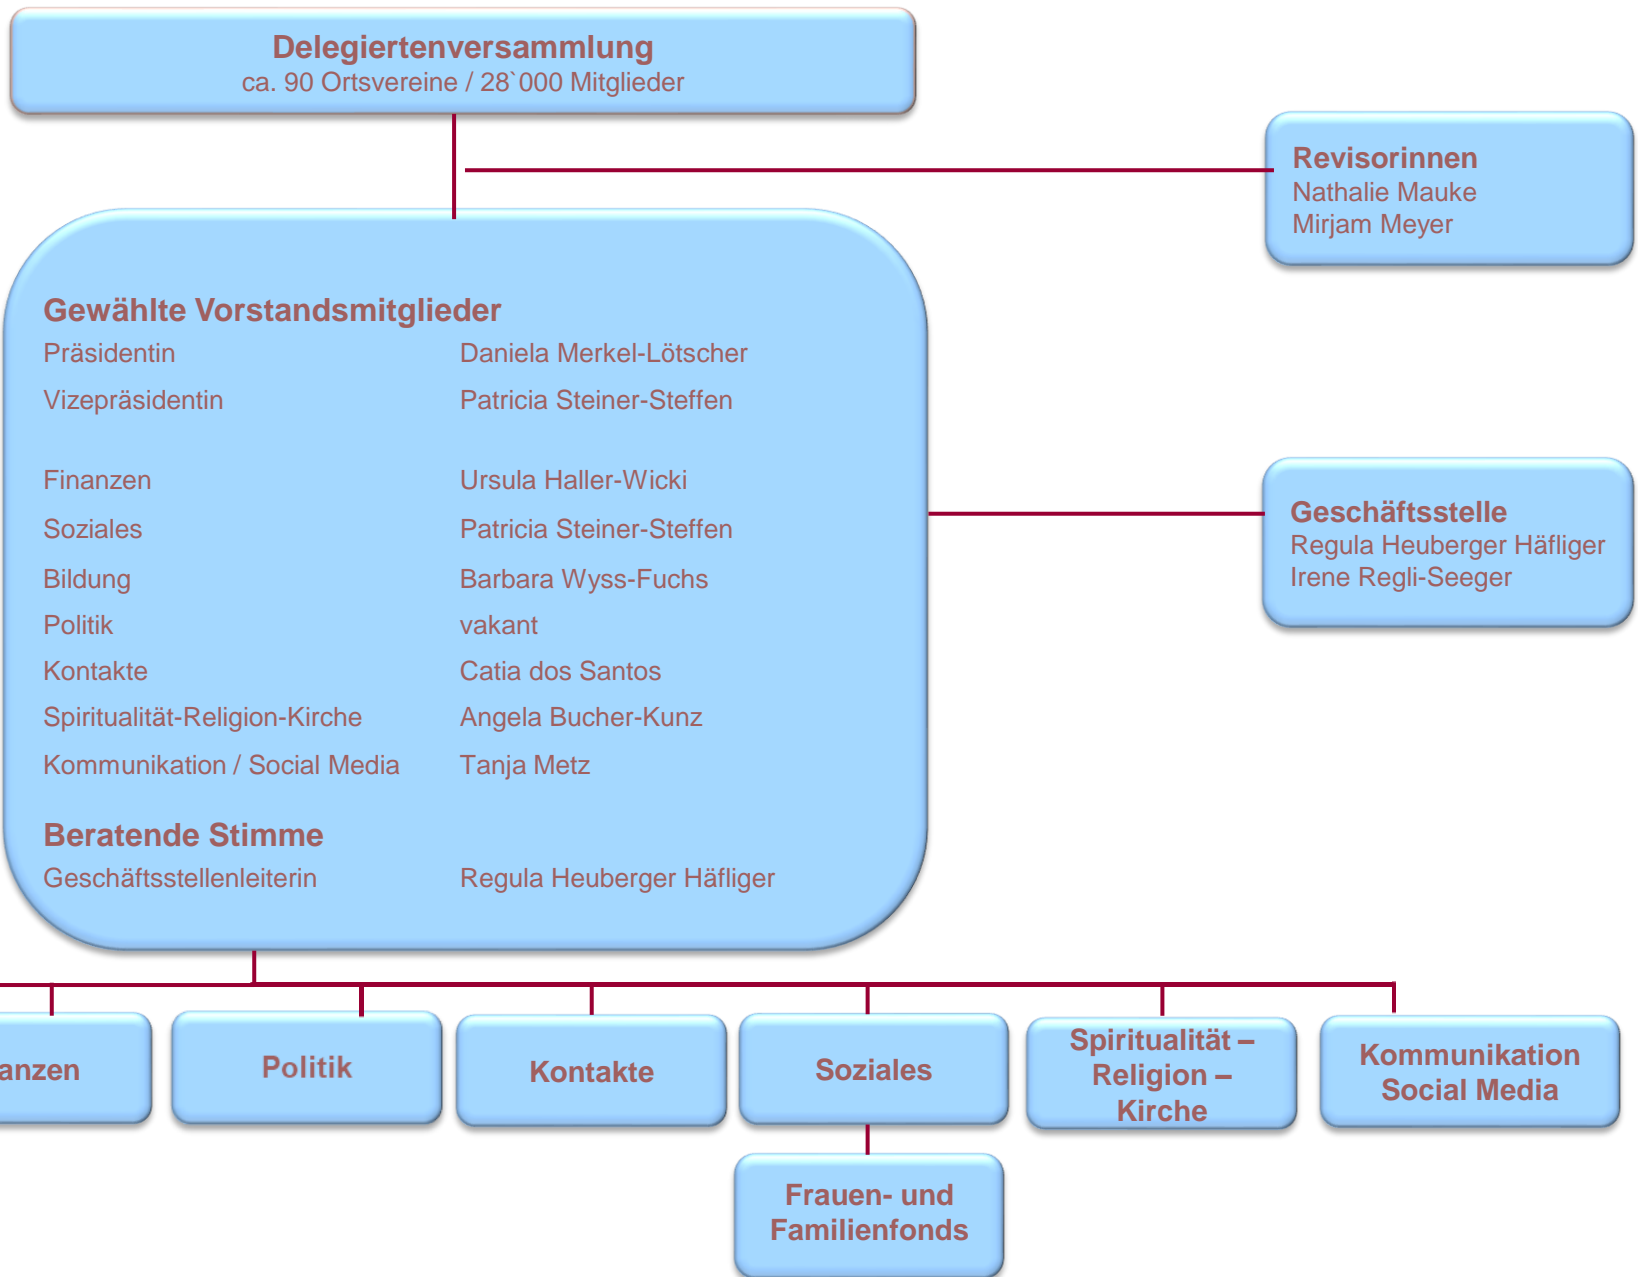 Delegiertenversammlung
ca. 90 Ortsvereine / 28`000 Mitglieder
Revisorinnen
Nathalie Mauke
Mirjam Meyer
Gewählte Vorstandsmitglieder
Präsidentin Daniela Merkel-Lötscher
Vizepräsidentin Patricia Steiner-Steffen
Finanzen Ursula Haller-Wicki
Soziales Patricia Steiner-Steffen
Bildung Barbara Wyss-Fuchs
Politik vakant
Kontakte Catia dos Santos
Spiritualität-Religion-Kirche Angela Bucher-Kunz
Kommunikation / Social Media Tanja Metz
Beratende Stimme
Geschäftsstellenleiterin Regula Heuberger Häfliger
Geschäftsstelle
Regula Heuberger Häfliger
Irene Regli-Seeger
anzen
Politik
Kontakte
Soziales
Spiritualität –
Religion –
Kirche
Kommunikation
Social Media
Frauen- und
Familienfonds